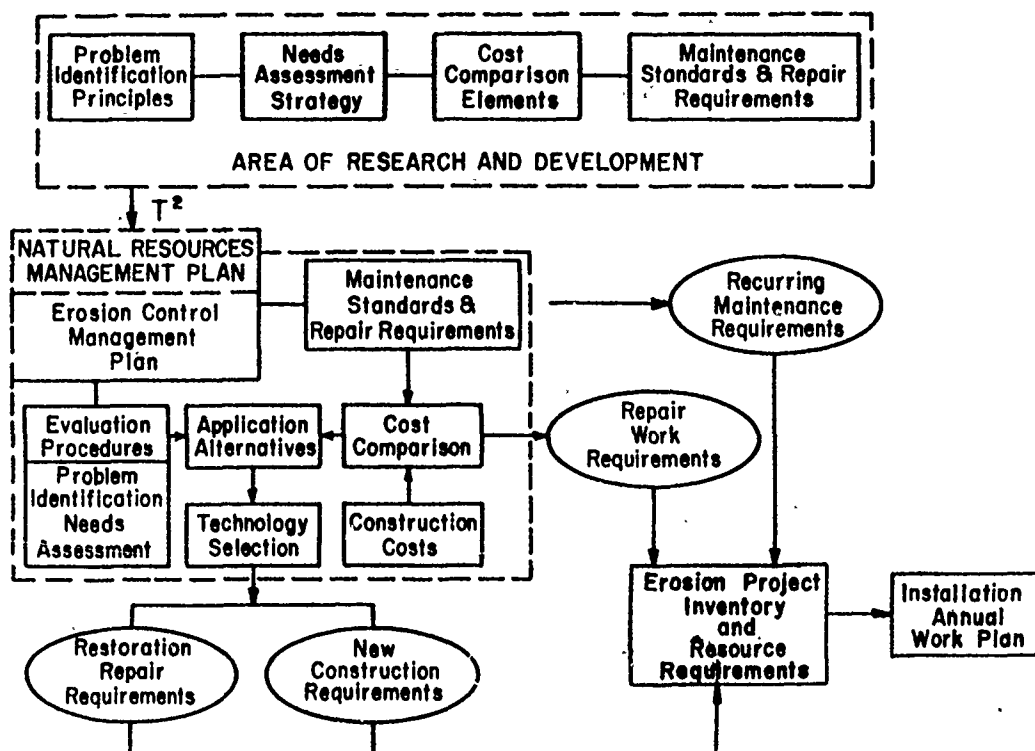 Problem
Identification
Principles
Needs
Assessment
Strategy
Cost
Comparison
Elements
Maintenance
Standards & Repair
Requirements
AREA OF RESEARCH AND DEVELOPMENT
T²
NATURAL RESOURCES
MANAGEMENT PLAN
Erosion Control
Management
Plan
Maintenance
Standards &
Repair Requirements
Recurring
Maintenance
Requirements
Evaluation
Procedures
Problem
Identification
Needs
Assessment
Application
Alternatives
Cost
Comparison
Repair
Work
Requirements
Technology
Selection
Construction
Costs
Erosion Project
Inventory
and
Resource
Requirements
Installation
Annual
Work Plan
Restoration
Repair
Requirements
New
Construction
Requirements